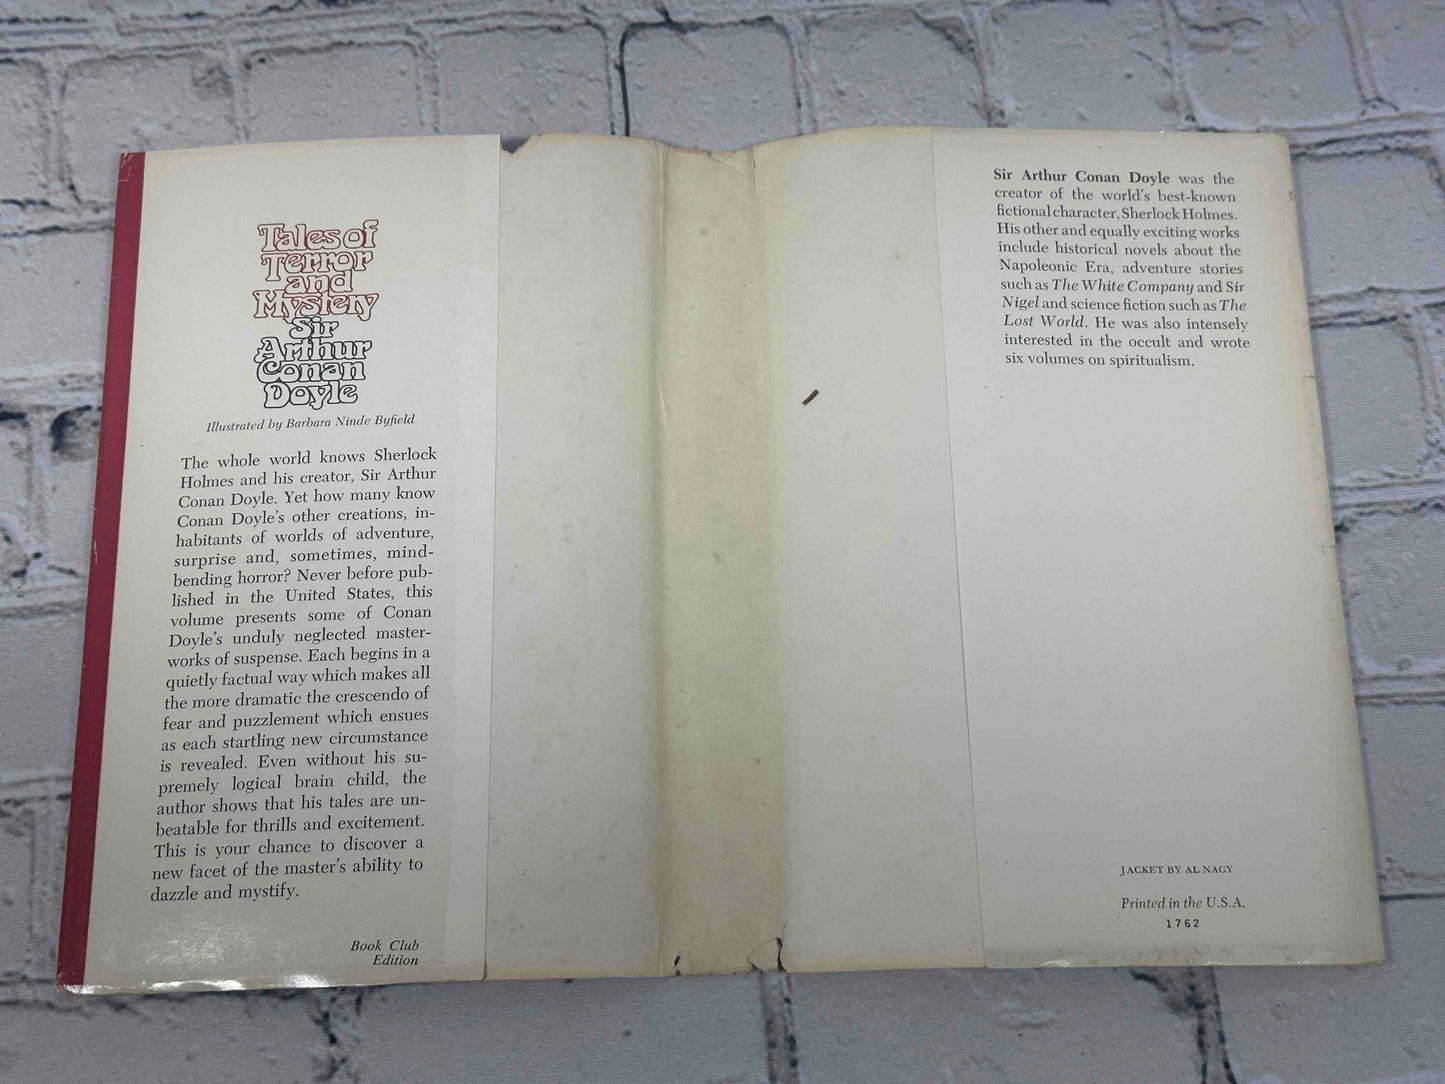 Tales of
Terror
and
Mystery
Sir
Arthur
Conan
Doyle
Illustrated by Barbara Ninde Byfield
The whole world knows Sherlock
Holmes and his creator, Sir Arthur
Conan Doyle. Yet how many know
Conan Doyle's other creations, in-
habitants of worlds of adventure,
surprise and, sometimes, mind-
bending horror? Never before pub-
lished in the United States, this
volume presents some of Conan
Doyle's unduly neglected master-
works of suspense. Each begins in a
quietly factual way which makes all
the more dramatic the crescendo of
fear and puzzlement which ensues
as each startling new circumstance
is revealed. Even without his su-
premely logical brain child, the
author shows that his tales are un-
beatable for thrills and excitement.
This is your chance to discover a
new facet of the master's ability to
dazzle and mystify.
Book Club
Edition
Sir Arthur Conan Doyle was the
creator of the world's best-known
fictional character, Sherlock Holmes.
His other and equally exciting works
include historical novels about the
Napoleonic Era, adventure stories
such as The White Company and Sir
Nigel and science fiction such as The
Lost World. He was also intensely
interested in the occult and wrote
six volumes on spiritualism.
JACKET BY AL NAGY
Printed in the U.S.A.
1762